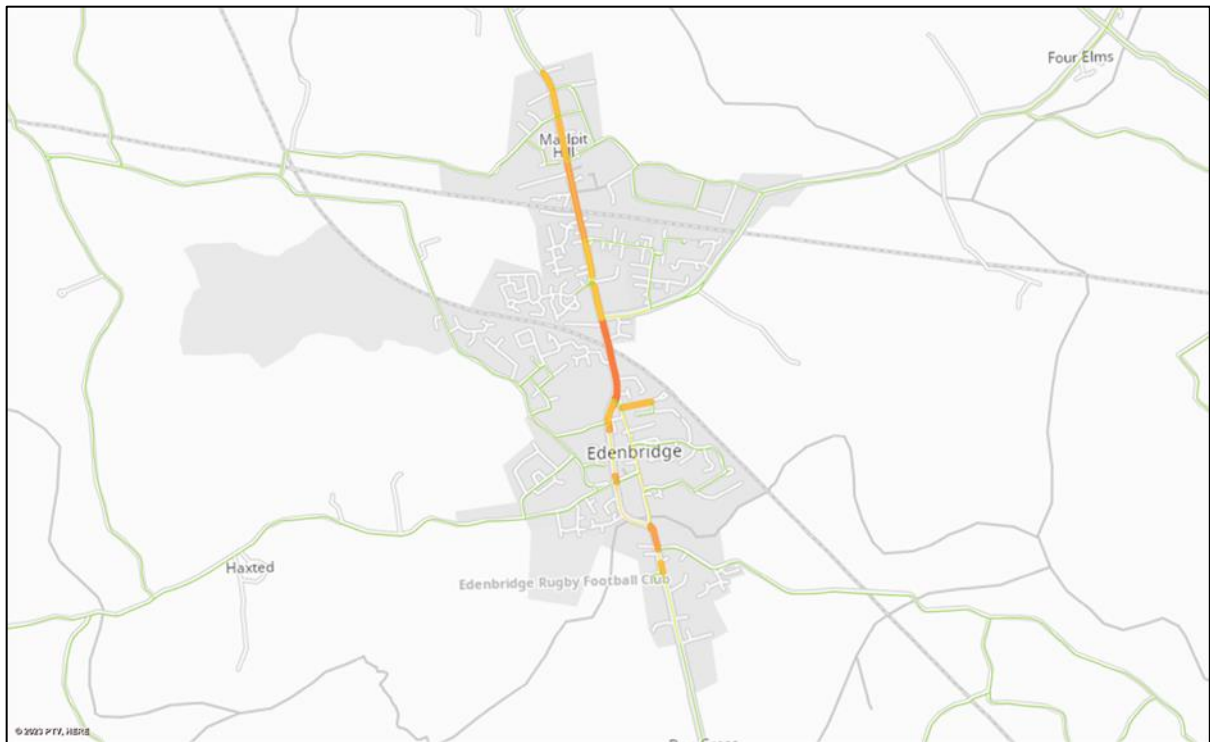 Four Elms
Marlpit
Hill
Edenbridge
Haxted
Edenbridge Rugby Football Club
© 2023 PTV, HERE